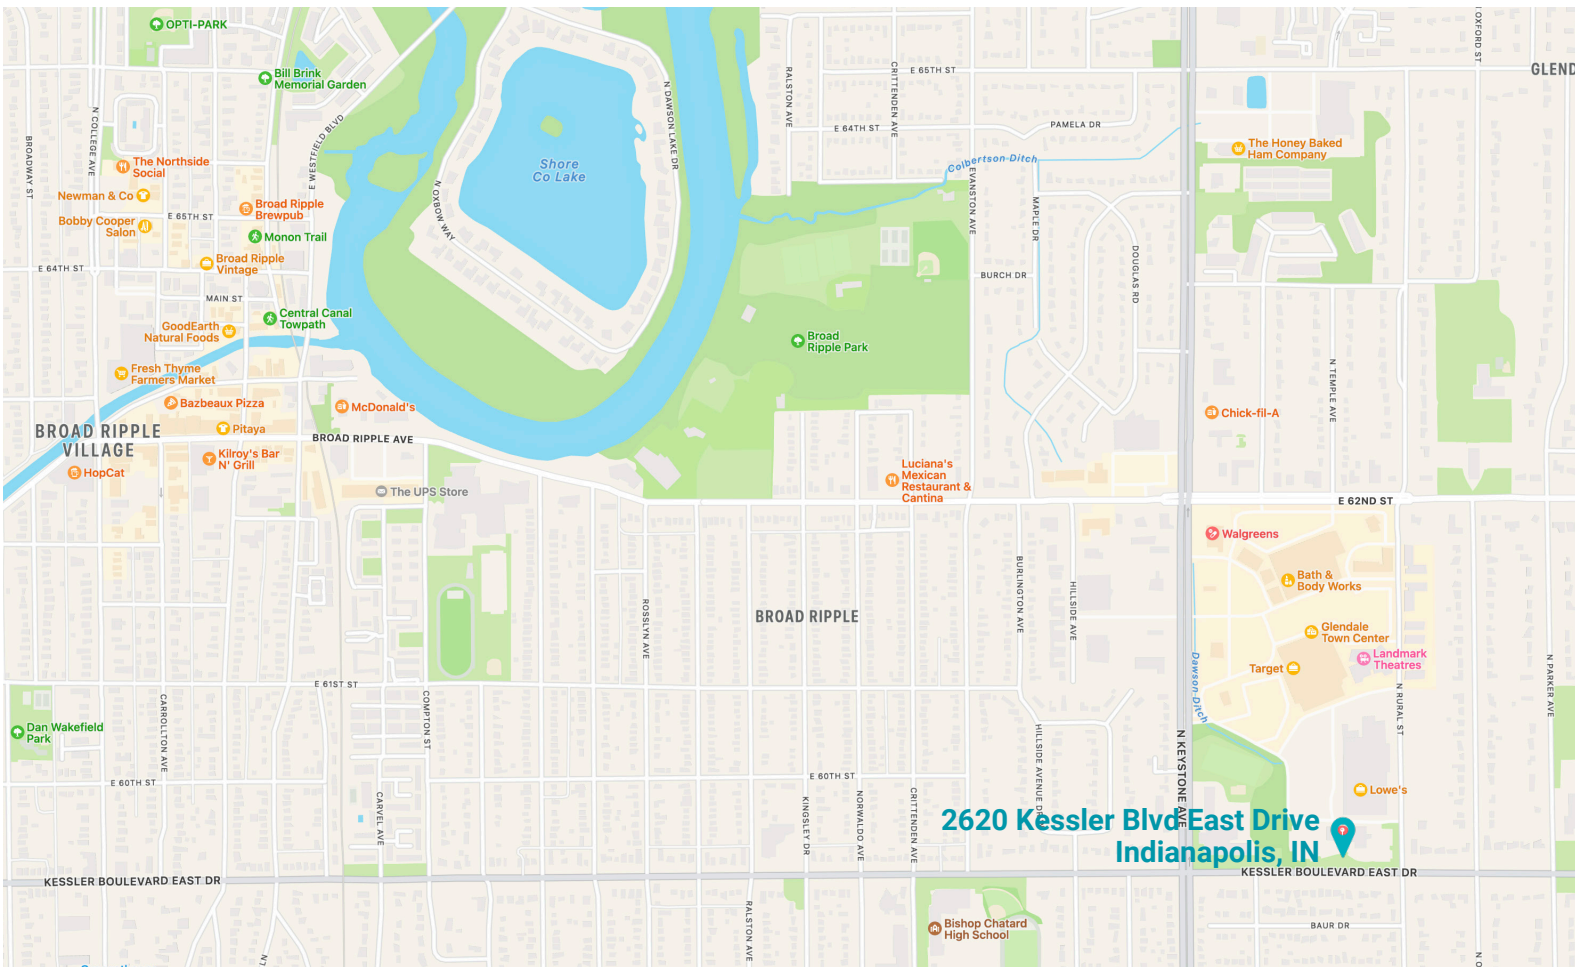 OPTI-PARK
Bill Brink
Memorial Garden
N COLLEGE AVE
BROADWAY ST
E WESTFIELD BLVD
The Northside
Social
Newman & Co
Bobby Cooper
Salon
E 65TH ST
Broad Ripple
Brewpub
Monon Trail
Broad Ripple
Vintage
E 64TH ST
MAIN ST
Central Canal
Towpath
GoodEarth
Natural Foods
Fresh Thyme
Farmers Market
Bazbeaux Pizza
McDonald's
Pitaya
BROAD RIPPLE
VILLAGE
BROAD RIPPLE AVE
Kilroy's Bar
N' Grill
HopCat
The UPS Store
Shore
Co Lake
N OXBOW WAY
N DAWSON LAKE DR
RALSTON AVE
CRITTENDEN AVE
E 65TH ST
E 64TH ST
PAMELA DR
Colbertson Ditch
EVANSTON AVE
MAPLE DR
DOUGLAS RD
BURCH DR
Broad
Ripple Park
OXFORD ST
GLEND
The Honey Baked
Ham Company
N TEMPLE AVE
Chick-fil-A
Luciana's
Mexican
Restaurant &
Cantina
E 62ND ST
Walgreens
Bath &
Body Works
Glendale
Town Center
Landmark
Theatres
Target
Dawson Ditch
N RURAL ST
N PARKER AVE
BURLINGTON AVE
HILLSIDE AVE
BROAD RIPPLE
ROSSLYN AVE
E 61ST ST
Dan Wakefield
Park
CARROLLTON AVE
COMPTON ST
E 60TH ST
CARVEL AVE
E 60TH ST
KINGSLEY DR
NORWALDO AVE
CRITTENDEN AVE
HILLSIDE AVENUE
N KEYSTONE AVE
Lowe's
2620 Kessler Blvd East Drive
Indianapolis, IN
KESSLER BOULEVARD EAST DR
KESSLER BOULEVARD EAST DR
RALSTON AVE
Bishop Chatard
High School
BAUR DR
LN